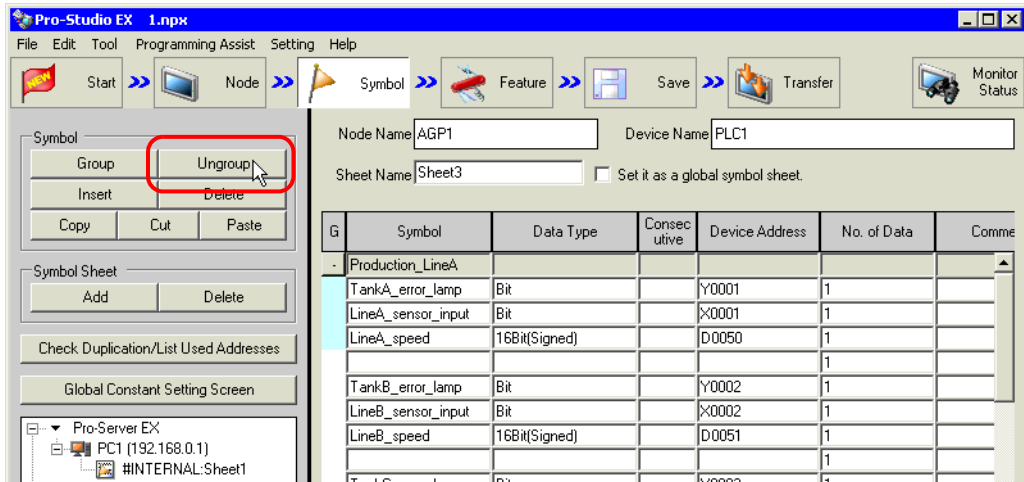 Pro-Studio EX 1.npx
File Edit Tool Programming Assist Setting Help
NEW Start Node Symbol Feature Save Transfer Monitor Status
Symbol
Group Ungroup
Insert Delete
Copy Cut Paste
Symbol Sheet
Add Delete
Check Duplication/List Used Addresses
Global Constant Setting Screen
Pro-Server EX
PC1 (192.168.0.1)
#INTERNAL:Sheet1
Node Name AGP1 Device Name PLC1
Sheet Name Sheet3 Set it as a global symbol sheet.
G Symbol Data Type Consecutive Device Address No. of Data Comme
- Production_LineA
TankA_error_lamp Bit Y0001 1
LineA_sensor_input Bit X0001 1
LineA_speed 16Bit(Signed) D0050 1
1
TankB_error_lamp Bit Y0002 1
LineB_sensor_input Bit X0002 1
LineB_speed 16Bit(Signed) D0051 1
1